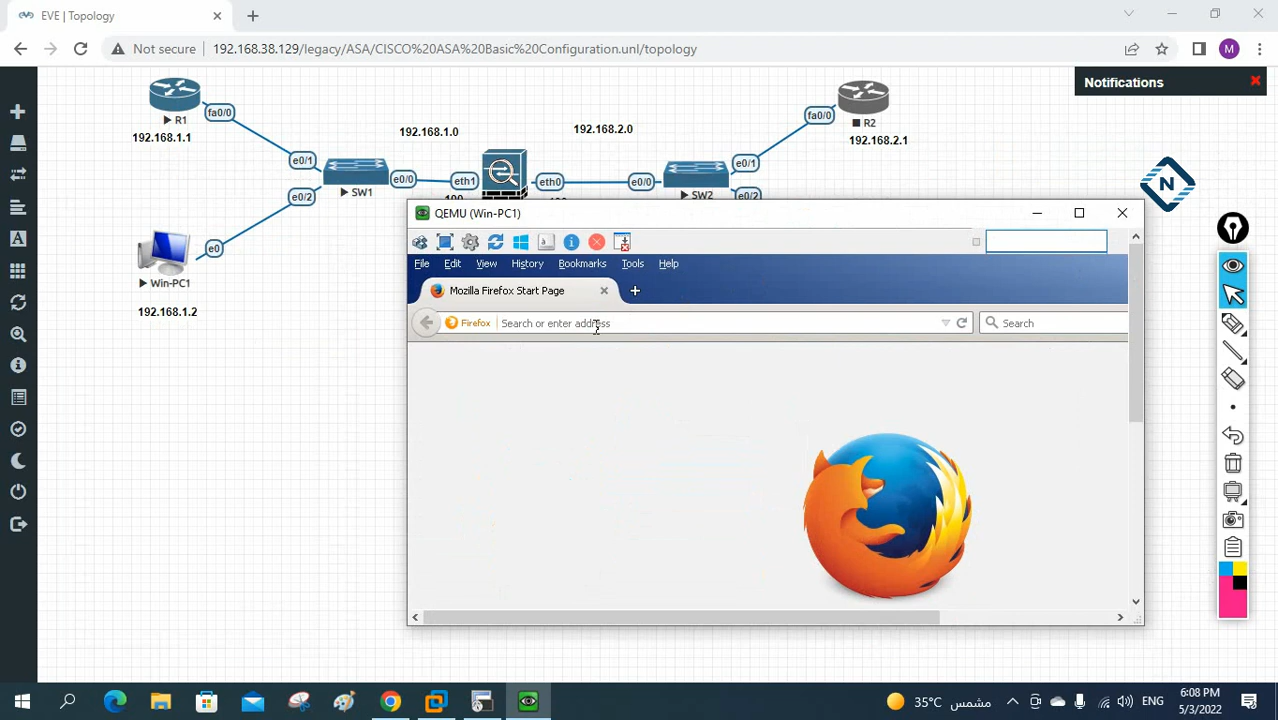 EVE | Topology
Not secure
192.168.38.129/legacy/ASA/CISCO%20ASA%20Basic%20Configuration.unl/topology
M
Notifications
R1
fa0/0
192.168.1.1
192.168.1.0
192.168.2.0
fa0/0
R2
192.168.2.1
e0/1
SW1
e0/0
eth1
eth0
e0/0
e0/1
SW2
e0/2
e0/2
N
e0
Win-PC1
192.168.1.2
QEMU (Win-PC1)
File Edit View History Bookmarks Tools Help
Mozilla Firefox Start Page
Firefox
Search or enter address
Search
35°C
مشمس
ENG
6:08 PM
5/3/2022